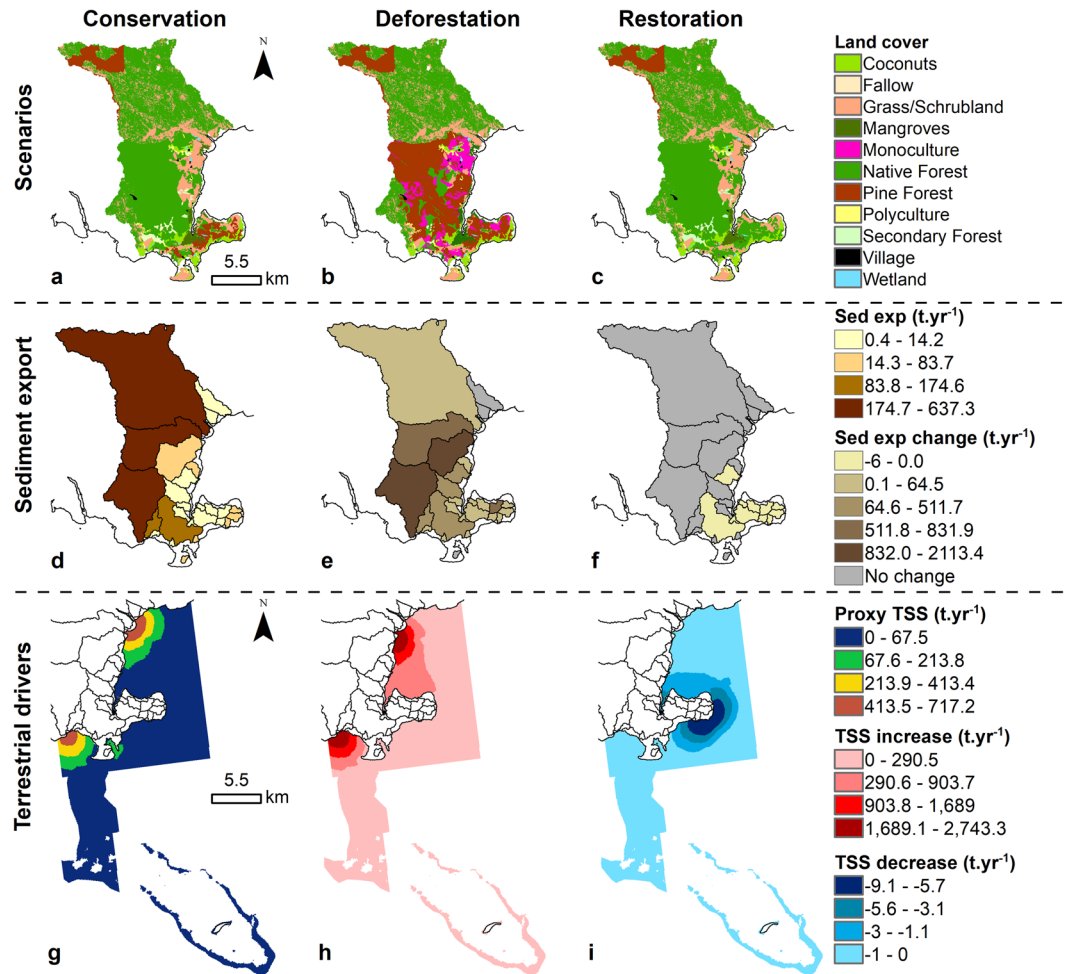 Conservation
Deforestation
Restoration
Scenarios
N
a
5.5
km
b
c
Land cover
Coconuts
Fallow
Grass/Schrubland
Mangroves
Monoculture
Native Forest
Pine Forest
Polyculture
Secondary Forest
Village
Wetland
Sediment export
d
e
f
Sed exp (t.yr⁻¹)
0.4 - 14.2
14.3 - 83.7
83.8 - 174.6
174.7 - 637.3
Sed exp change (t.yr⁻¹)
-6 - 0.0
0.1 - 64.5
64.6 - 511.7
511.8 - 831.9
832.0 - 2113.4
No change
Terrestrial drivers
N
5.5
km
g
h
i
Proxy TSS (t.yr⁻¹)
0 - 67.5
67.6 - 213.8
213.9 - 413.4
413.5 - 717.2
TSS increase (t.yr⁻¹)
0 - 290.5
290.6 - 903.7
903.8 - 1,689
1,689.1 - 2,743.3
TSS decrease (t.yr⁻¹)
-9.1 - -5.7
-5.6 - -3.1
-3 - -1.1
-1 - 0